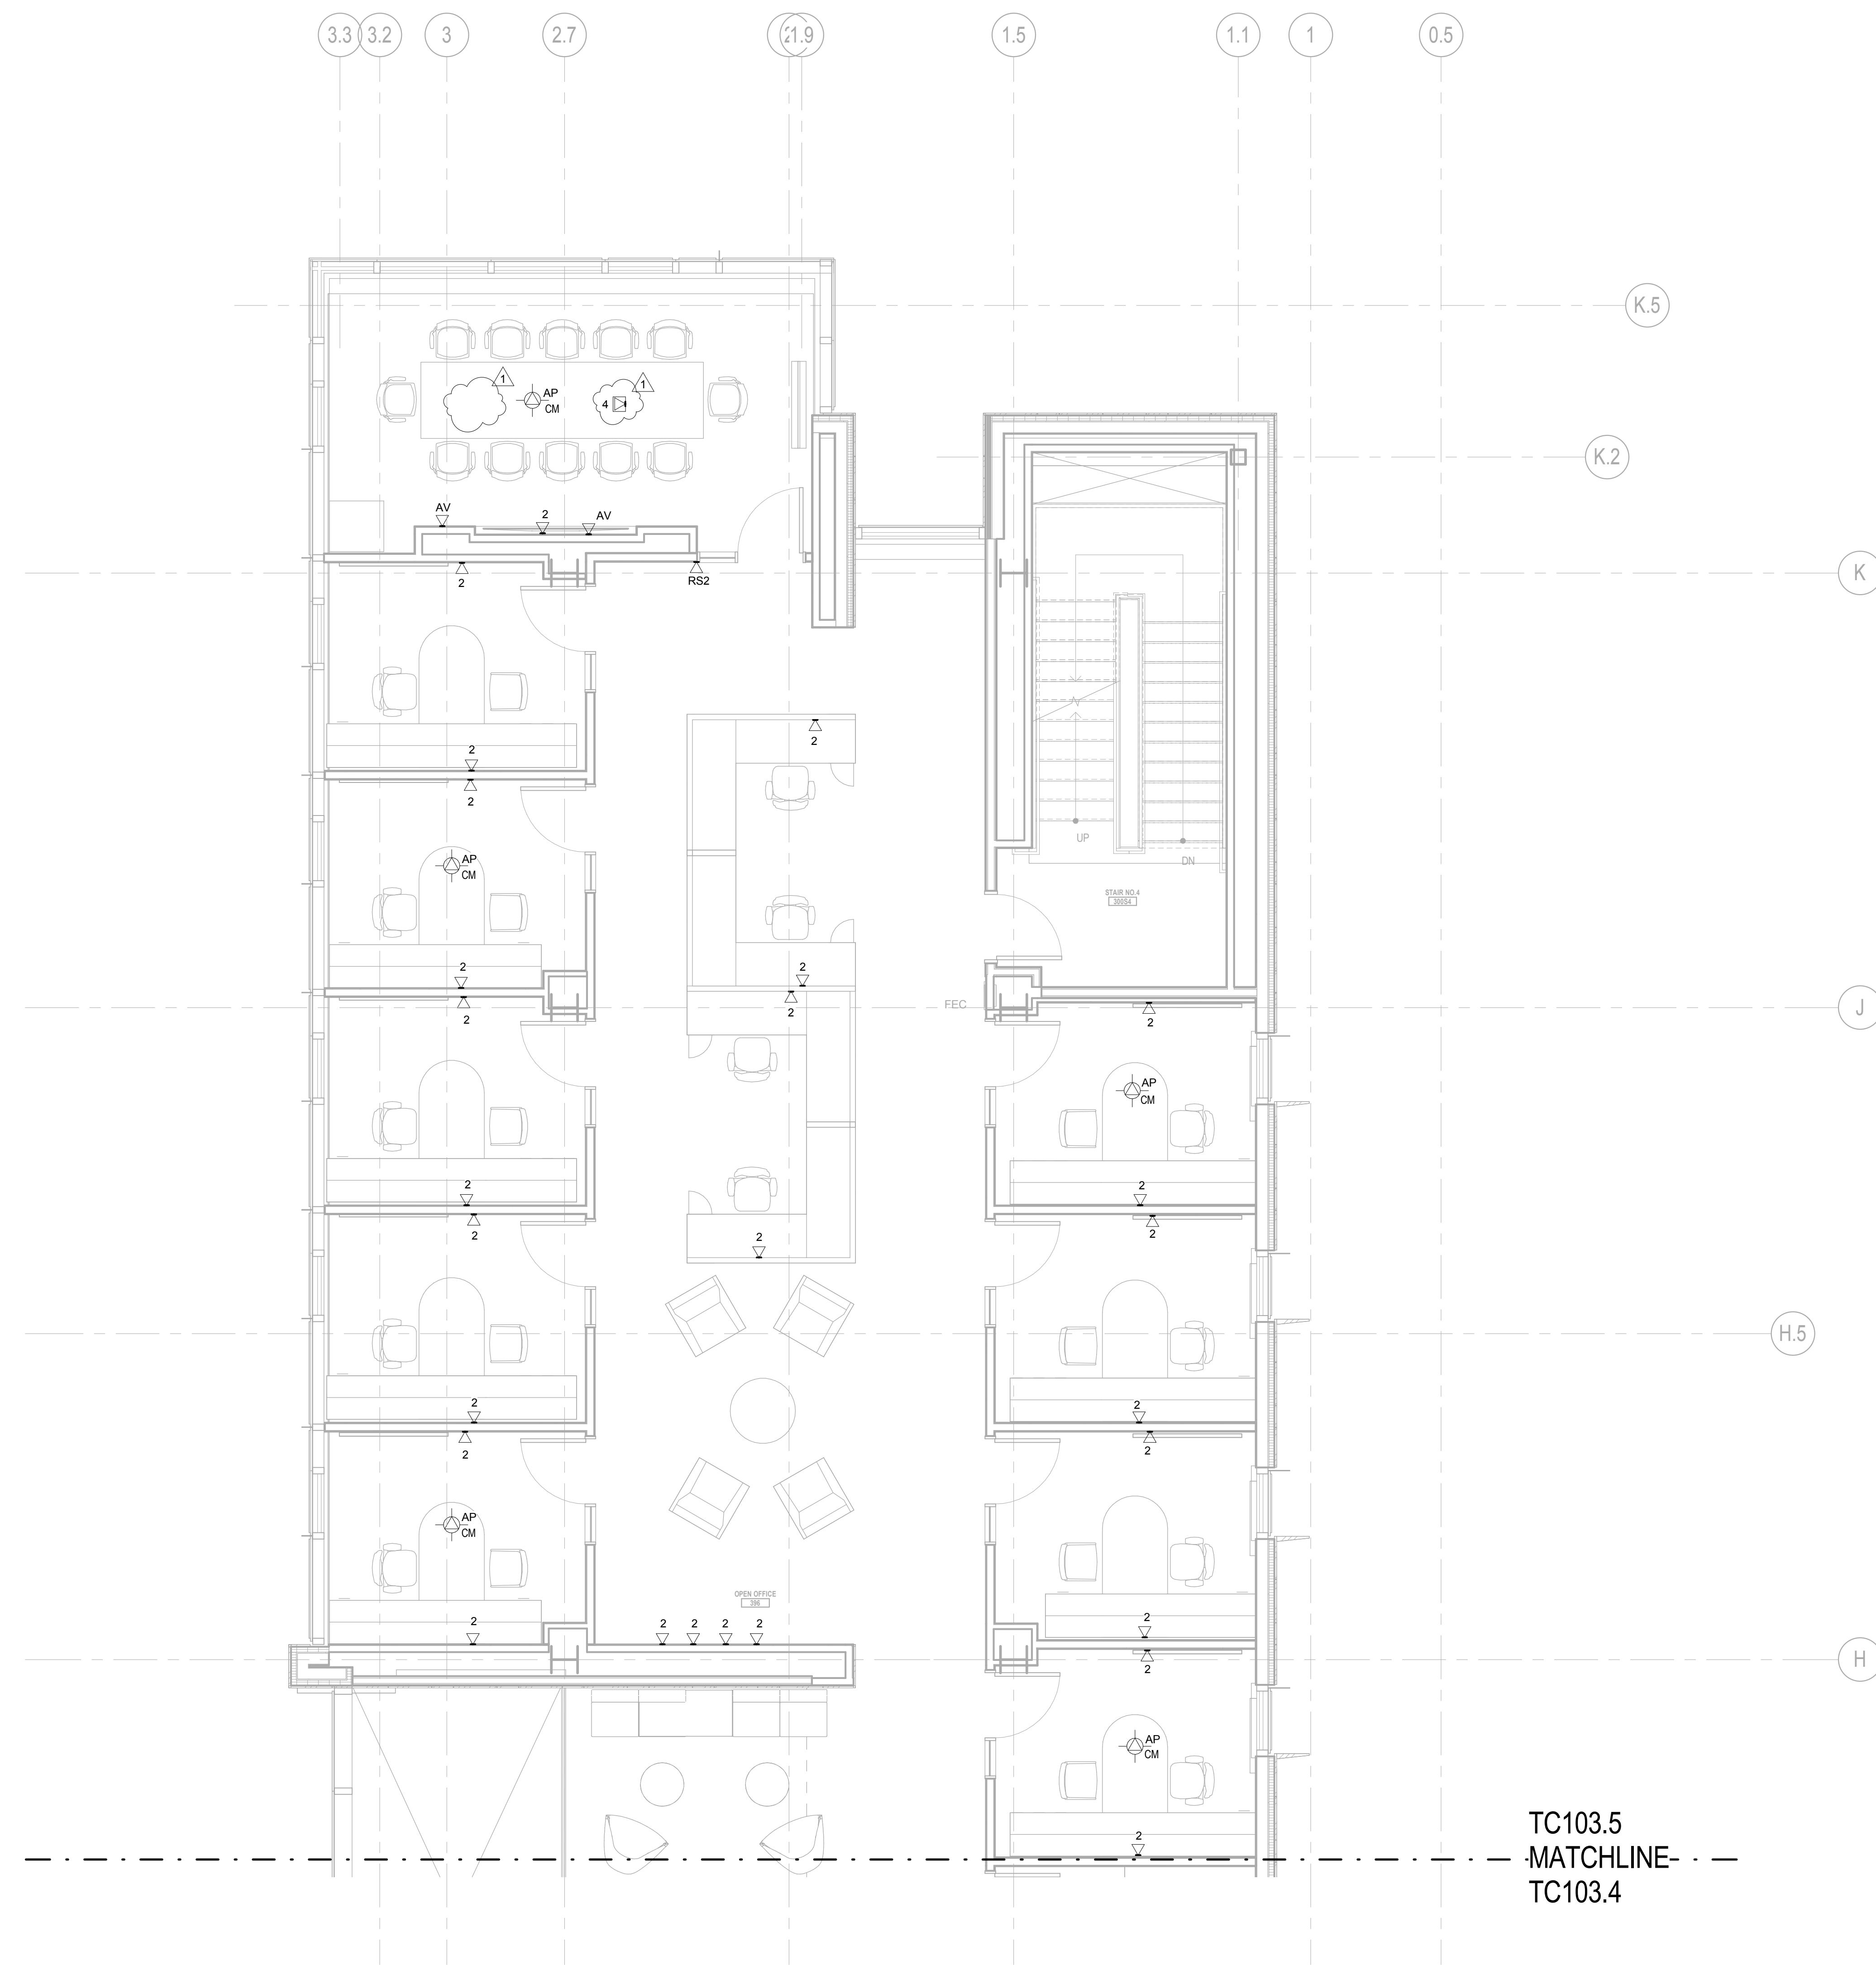 3.3
3.2
3
2.7
1.9
1.5
1.1
1
0.5
K.5
1
1
AP
CM
4
K.2
AV
2
AV
2
RS2
K
2
2
2
UP
AP
CM
DN
STAIR NO.4
300S4
2
2
FEC
2
2
2
J
AP
CM
2
2
2
2
2
H.5
2
2
2
2
AP
CM
OPEN OFFICE
396
2
2
2
2
2
2
2
H
AP
CM
2
TC103.5
MATCHLINE
TC103.4